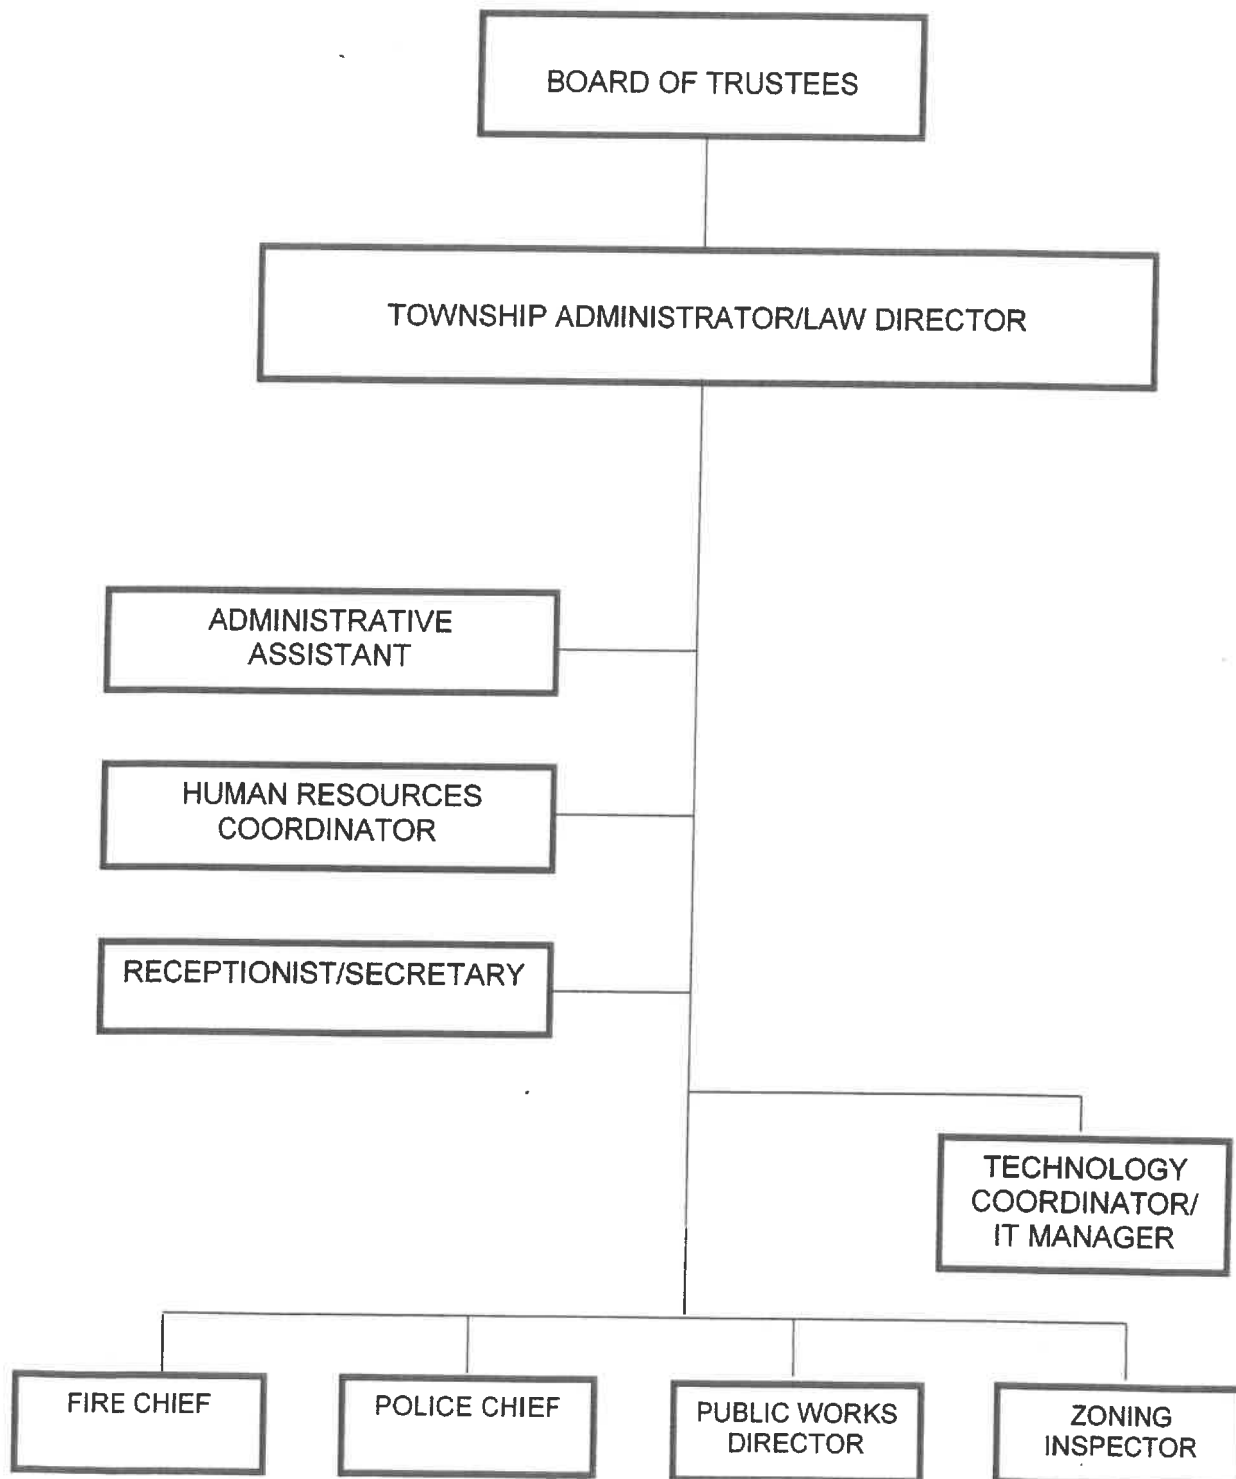 BOARD OF TRUSTEES
TOWNSHIP ADMINISTRATOR/LAW DIRECTOR
ADMINISTRATIVE
ASSISTANT
HUMAN RESOURCES
COORDINATOR
RECEPTIONIST/SECRETARY
TECHNOLOGY
COORDINATOR/
IT MANAGER
FIRE CHIEF
POLICE CHIEF
PUBLIC WORKS
DIRECTOR
ZONING
INSPECTOR